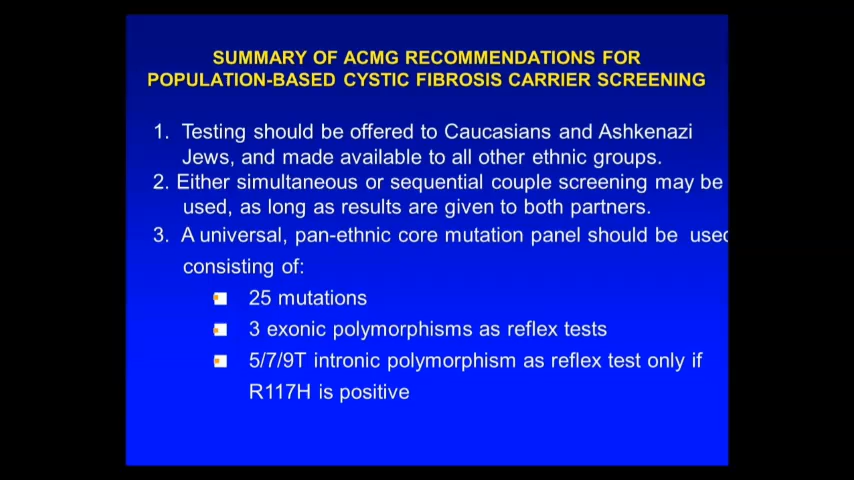 SUMMARY OF ACMG RECOMMENDATIONS FOR
POPULATION-BASED CYSTIC FIBROSIS CARRIER SCREENING
1. Testing should be offered to Caucasians and Ashkenazi
Jews, and made available to all other ethnic groups.
2. Either simultaneous or sequential couple screening may be
used, as long as results are given to both partners.
3. A universal, pan-ethnic core mutation panel should be used
consisting of:
25 mutations
3 exonic polymorphisms as reflex tests
5/7/9T intronic polymorphism as reflex test only if
R117H is positive